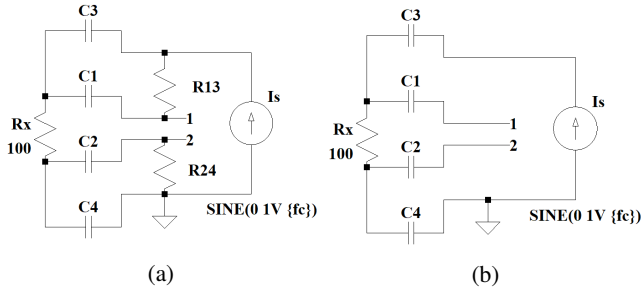 C3
C1
R13
Is
Rx
100
1
2
C2
R24
C4
SINE(0 1V {fc})
(a)
C3
C1
Is
Rx
100
1
2
C2
C4
SINE(0 1V {fc})
(b)